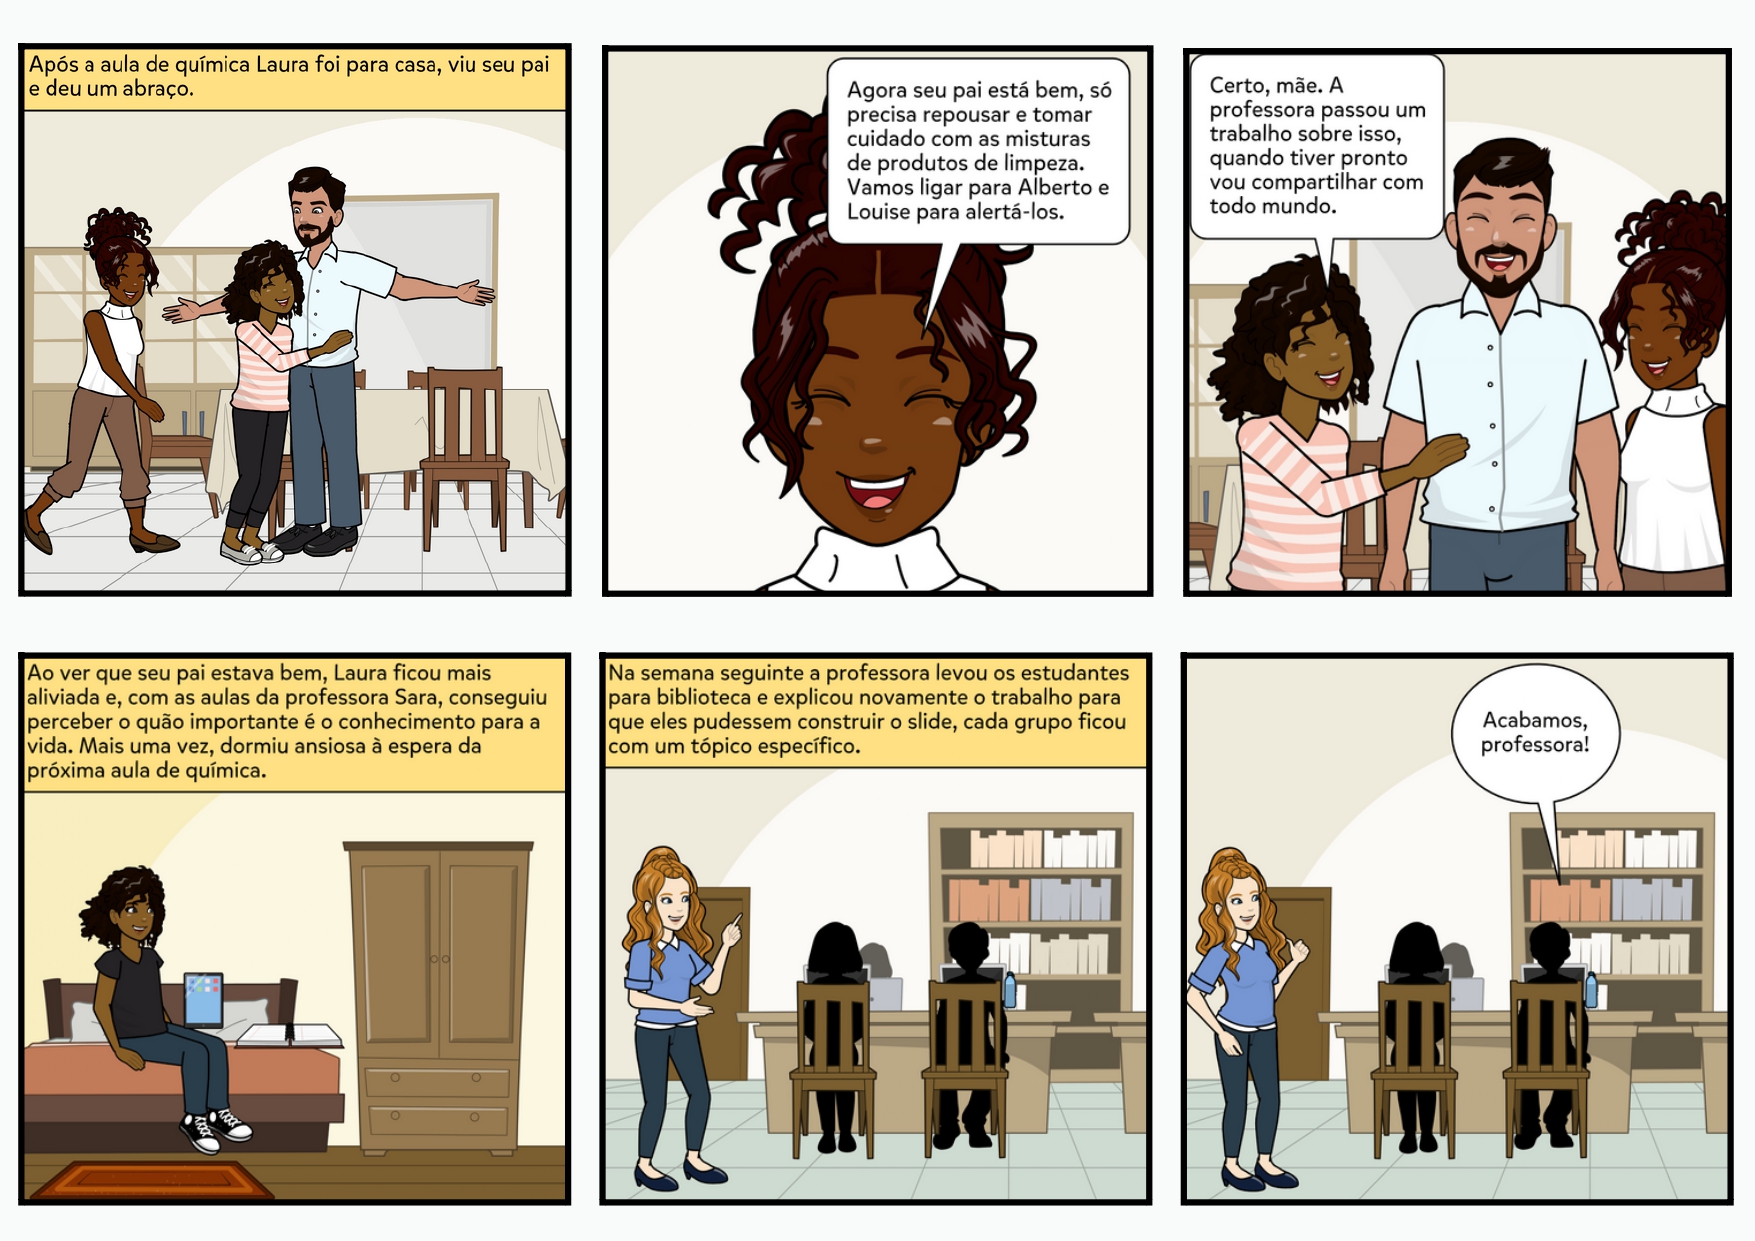 Após a aula de química Laura foi para casa, viu seu pai
e deu um abraço.
Agora seu pai está bem, só
precisa repousar e tomar
cuidado com as misturas
de produtos de limpeza.
Vamos ligar para Alberto e
Louise para alertá-los.
Certo, mãe. A
professora passou um
trabalho sobre isso,
quando tiver pronto
vou compartilhar com
todo mundo.
Ao ver que seu pai estava bem, Laura ficou mais
aliviada e, com as aulas da professora Sara, conseguiu
perceber o quão importante é o conhecimento para a
vida. Mais uma vez, dormiu ansiosa à espera da
próxima aula de química.
Na semana seguinte a professora levou os estudantes
para biblioteca e explicou novamente o trabalho para
que eles pudessem construir o slide, cada grupo ficou
com um tópico específico.
Acabamos,
professora!